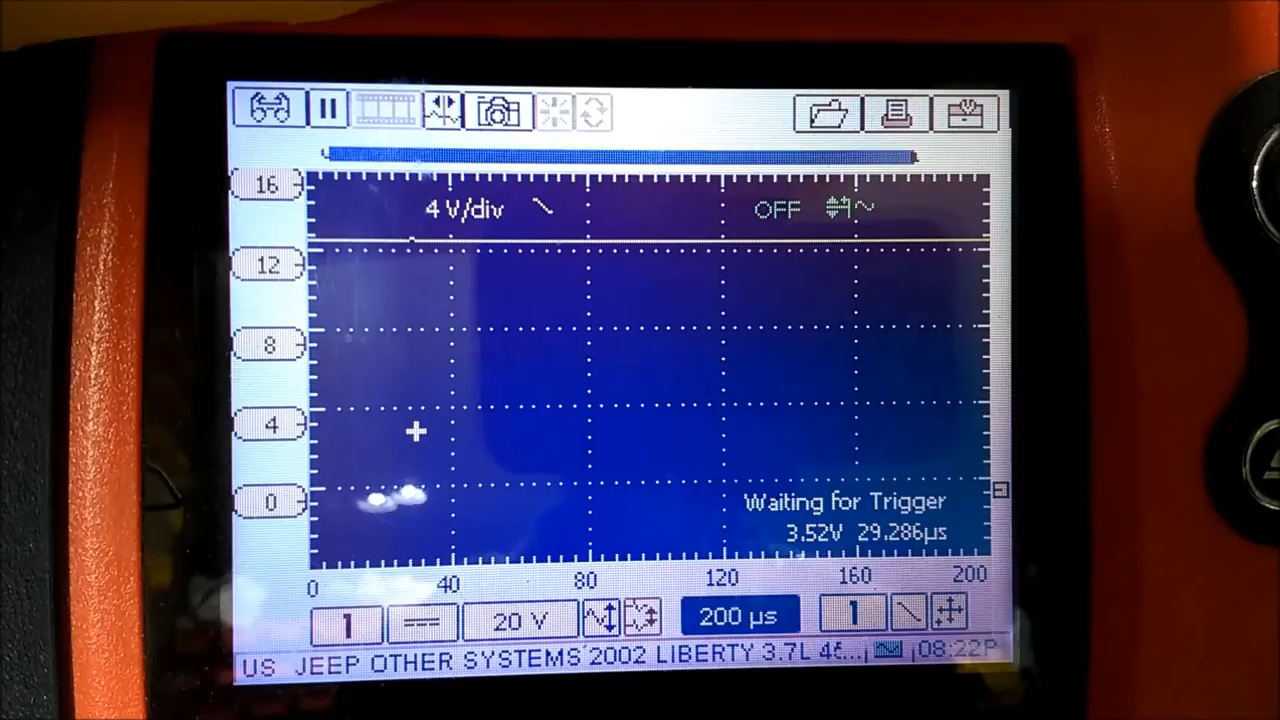 16
4 V/div OFF
12
8
4
0
Waiting for Trigger
3.52V 29.286µs
0 40 80 120 160 200
1 20 V 200 µs 1
US JEEP OTHER SYSTEMS 2002 LIBERTY 3.7L 4S... 08:22P